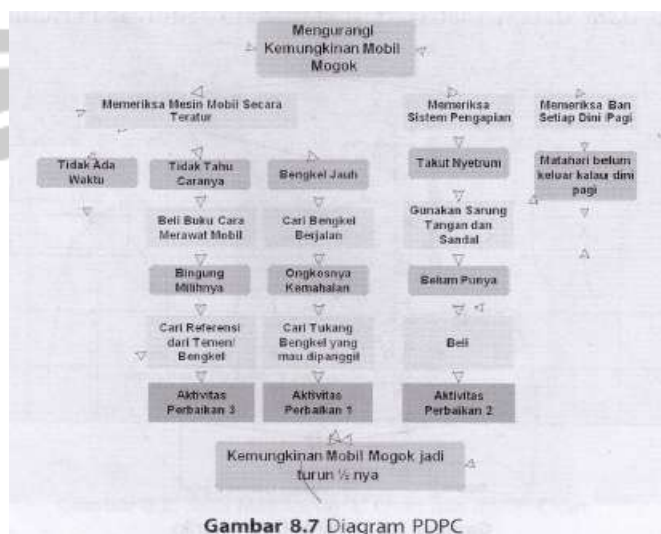 Mengurangi
Kemungkinan Mobil
Mogok
Memeriksa Mesin Mobil Secara
Teratur
Memeriksa
Sistem Pengapian
Memeriksa Ban
Setiap Dini Pagi
Tidak Ada
Waktu
Tidak Tahu
Caranya
Bengkel Jauh
Takut Nyetrum
Matahari belum
keluar kalau dini
pagi
Beli Buku Cara
Merawat Mobil
Cari Bengkel
Berjalan
Gunakan Sarung
Tangan dan
Sandal
Bingung
Milihnya
Ongkosnya
Kemahalan
Belum Punya
Cari Referensi
dari Temen/
Bengkel
Cari Tukang
Bengkel yang
mau dipanggil
Beli
Aktivitas
Perbaikan 3
Aktivitas
Perbaikan 1
Aktivitas
Perbaikan 2
Kemungkinan Mobil Mogok jadi
turun ½ nya
Gambar 8.7 Diagram PDPC